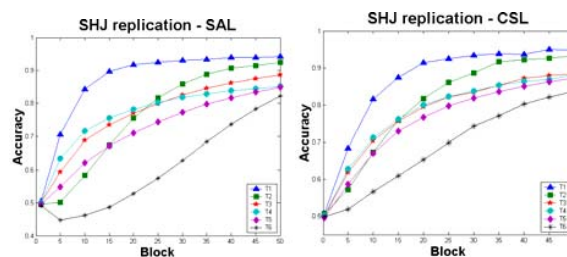 SHJ replication - SAL
SHJ replication - CSL
Accuracy
1
0.9
0.8
0.7
0.6
0.5
0.4
0 5 10 15 20 25 30 35 40 45 50
Block
T1
T2
T3
T4
T5
T6
Accuracy
1
0.9
0.8
0.7
0.6
0.5
0 5 10 15 20 25 30 35 40 45
Block
T1
T2
T3
T4
T5
T6